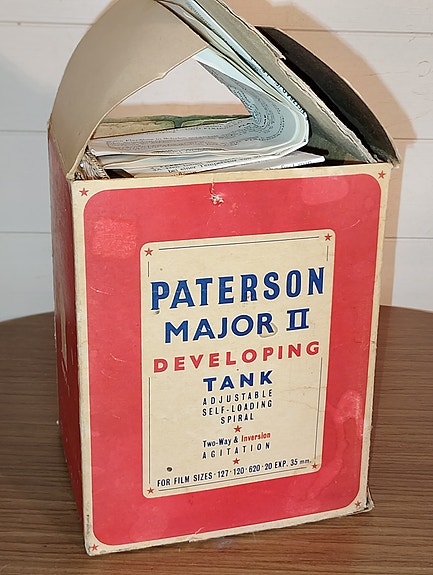 PATERSON
MAJOR II
DEVELOPING
TANK
ADJUSTABLE
SELF-LOADING
SPIRAL
Two-Way & Inversion
AGITATION
FOR FILM SIZES · 127 · 120 · 620 · 20 EXP. 35 mm.